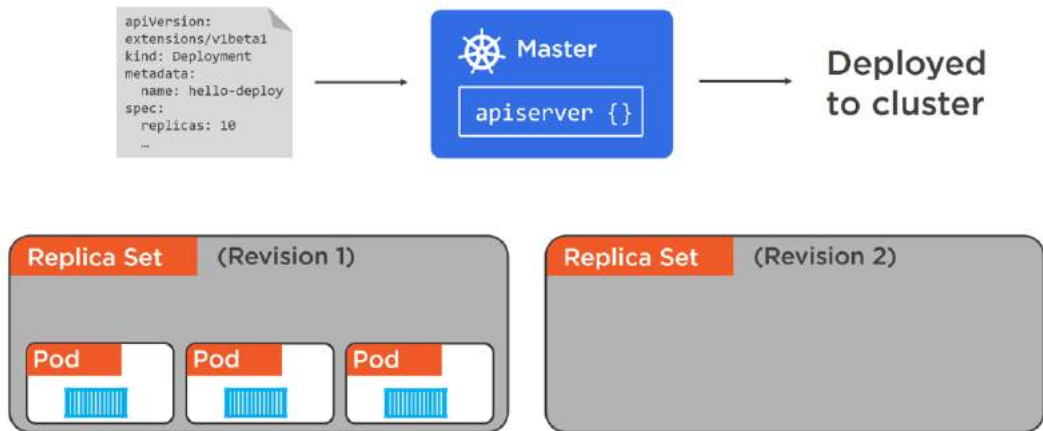 apiVersion:
extensions/v1beta1
kind: Deployment
metadata:
  name: hello-deploy
spec:
  replicas: 10
  …
Master
apiserver {}
Deployed
to cluster
Replica Set (Revision 1)
Pod Pod Pod
Replica Set (Revision 2)